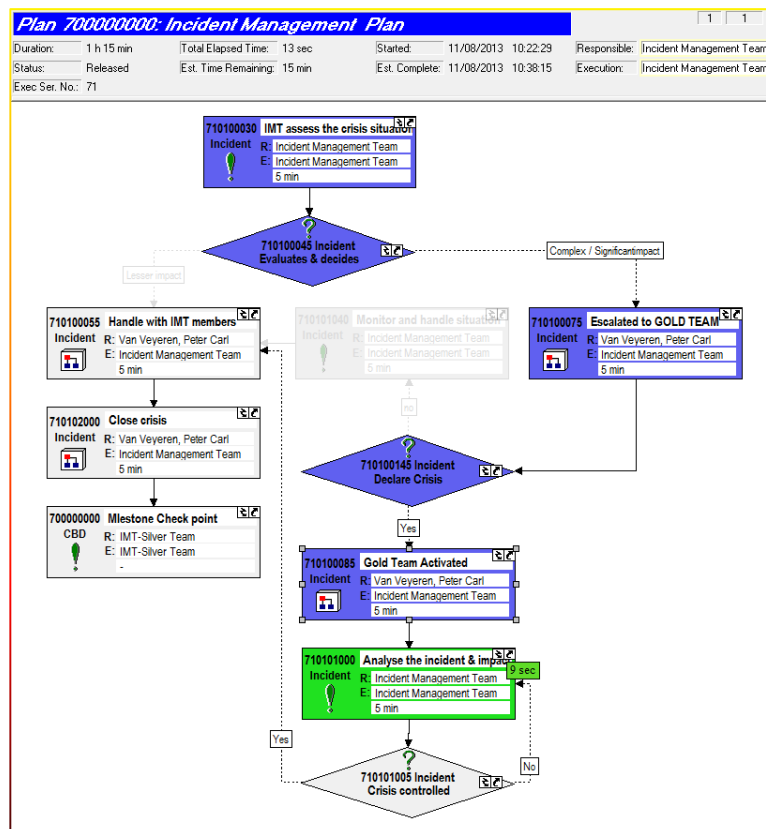 Plan 700000000: Incident Management Plan
1 1
Duration: 1 h 15 min Total Elapsed Time: 13 sec Started: 11/08/2013 10:22:29 Responsible: Incident Management Team
Status: Released Est. Time Remaining: 15 min Est. Complete: 11/08/2013 10:38:15 Execution: Incident Management Team
Exec Ser. No.: 71
710100030 IMT assess the crisis situation
Incident R: Incident Management Team
E: Incident Management Team
5 min
710100045 Incident
Evaluates & decides
Lesser impact
Complex / Significantimpact
710100055 Handle with IMT members
Incident R: Van Veyeren, Peter Carl
E: Incident Management Team
5 min
710101040 Monitor and handle situation
Incident R: Incident Management Team
E: Incident Management Team
5 min
710100075 Escalated to GOLD TEAM
Incident R: Van Veyeren, Peter Carl
E: Incident Management Team
5 min
no
710102000 Close crisis
Incident R: Van Veyeren, Peter Carl
E: Incident Management Team
5 min
710100145 Incident
Declare Crisis
Yes
700000000 Mlestone Check point
CBD R: IMT-Silver Team
E: IMT-Silver Team
-
710100085 Gold Team Activated
Incident R: Van Veyeren, Peter Carl
E: Incident Management Team
5 min
710101000 Analyse the incident & impac
9 sec
Incident R: Incident Management Team
E: Incident Management Team
5 min
Yes
No
710101005 Incident
Crisis controlled